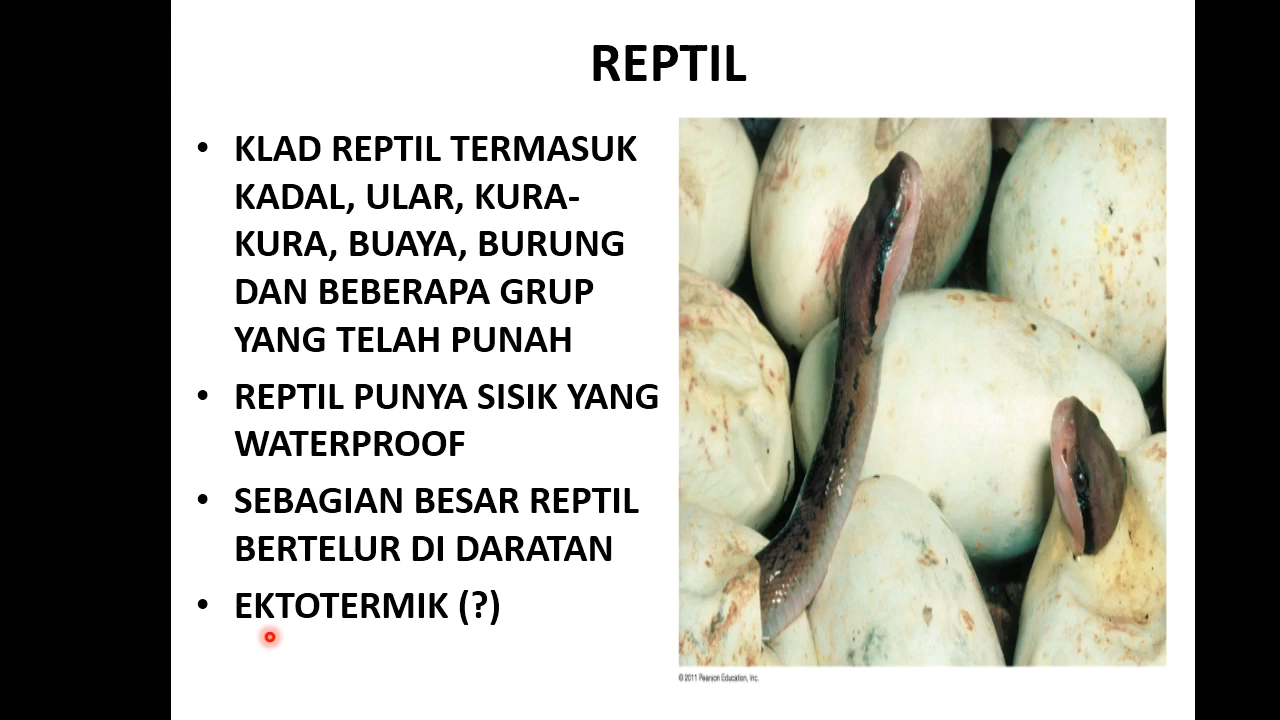 REPTIL
• KLAD REPTIL TERMASUK
KADAL, ULAR, KURA-
KURA, BUAYA, BURUNG
DAN BEBERAPA GRUP
YANG TELAH PUNAH
• REPTIL PUNYA SISIK YANG
WATERPROOF
• SEBAGIAN BESAR REPTIL
BERTELUR DI DARATAN
• EKTOTERMIK (?)
© 2011 Pearson Education, Inc.